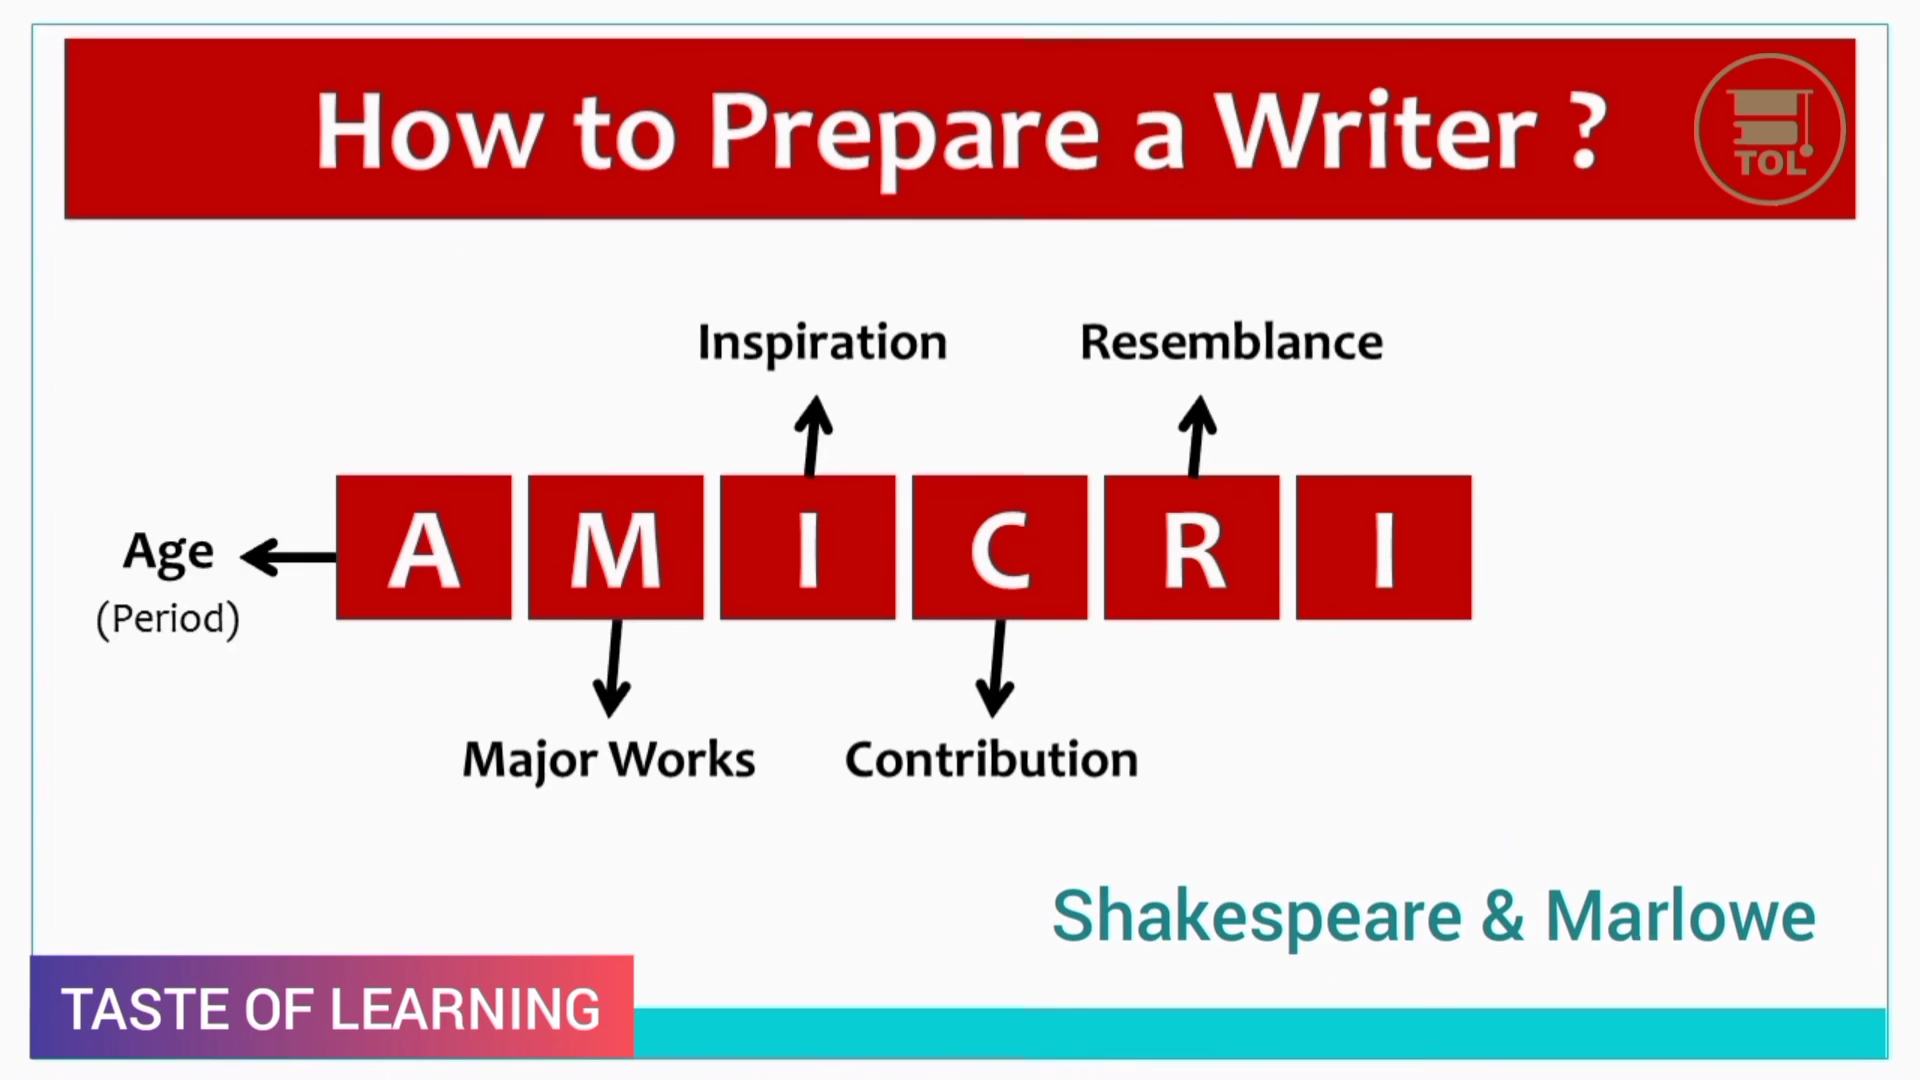 How to Prepare a Writer ?
TOL
Inspiration
Resemblance
A M I C R I
Age
(Period)
Major Works
Contribution
Shakespeare & Marlowe
TASTE OF LEARNING